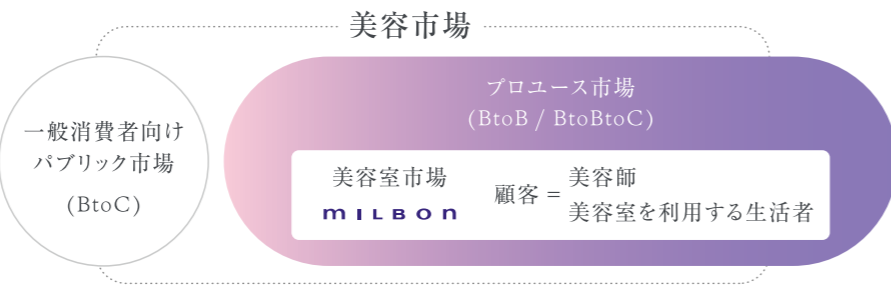 美容市場
一般消費者向け
パブリック市場
(BtoC)
プロユース市場
(BtoB / BtoBtoC)
美容室市場
MILBON
顧客 = 美容師
美容室を利用する生活者